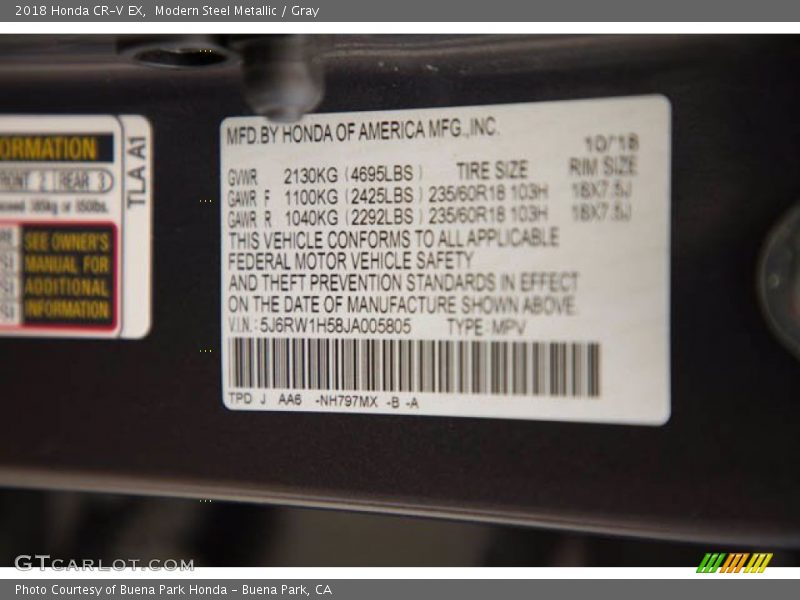 2018 Honda CR-V EX, Modern Steel Metallic / Gray
ORMATION
TLA A1
FRONT 2 REAR 3
SEE OWNER'S
MANUAL FOR
ADDITIONAL
INFORMATION
MFD.BY HONDA OF AMERICA MFG.,INC.
10/18
GVWR 2130KG (4695LBS) TIRE SIZE RIM SIZE
GAWR F 1100KG (2425LBS) 235/60R18 103H 18X7.5J
GAWR R 1040KG (2292LBS) 235/60R18 103H 18X7.5J
THIS VEHICLE CONFORMS TO ALL APPLICABLE
FEDERAL MOTOR VEHICLE SAFETY
AND THEFT PREVENTION STANDARDS IN EFFECT
ON THE DATE OF MANUFACTURE SHOWN ABOVE.
V.I.N.: 5J6RW1H58JA005805 TYPE: MPV
TPD J AA6 -NH797MX -B -A
GTCARLOT.COM
Photo Courtesy of Buena Park Honda - Buena Park, CA